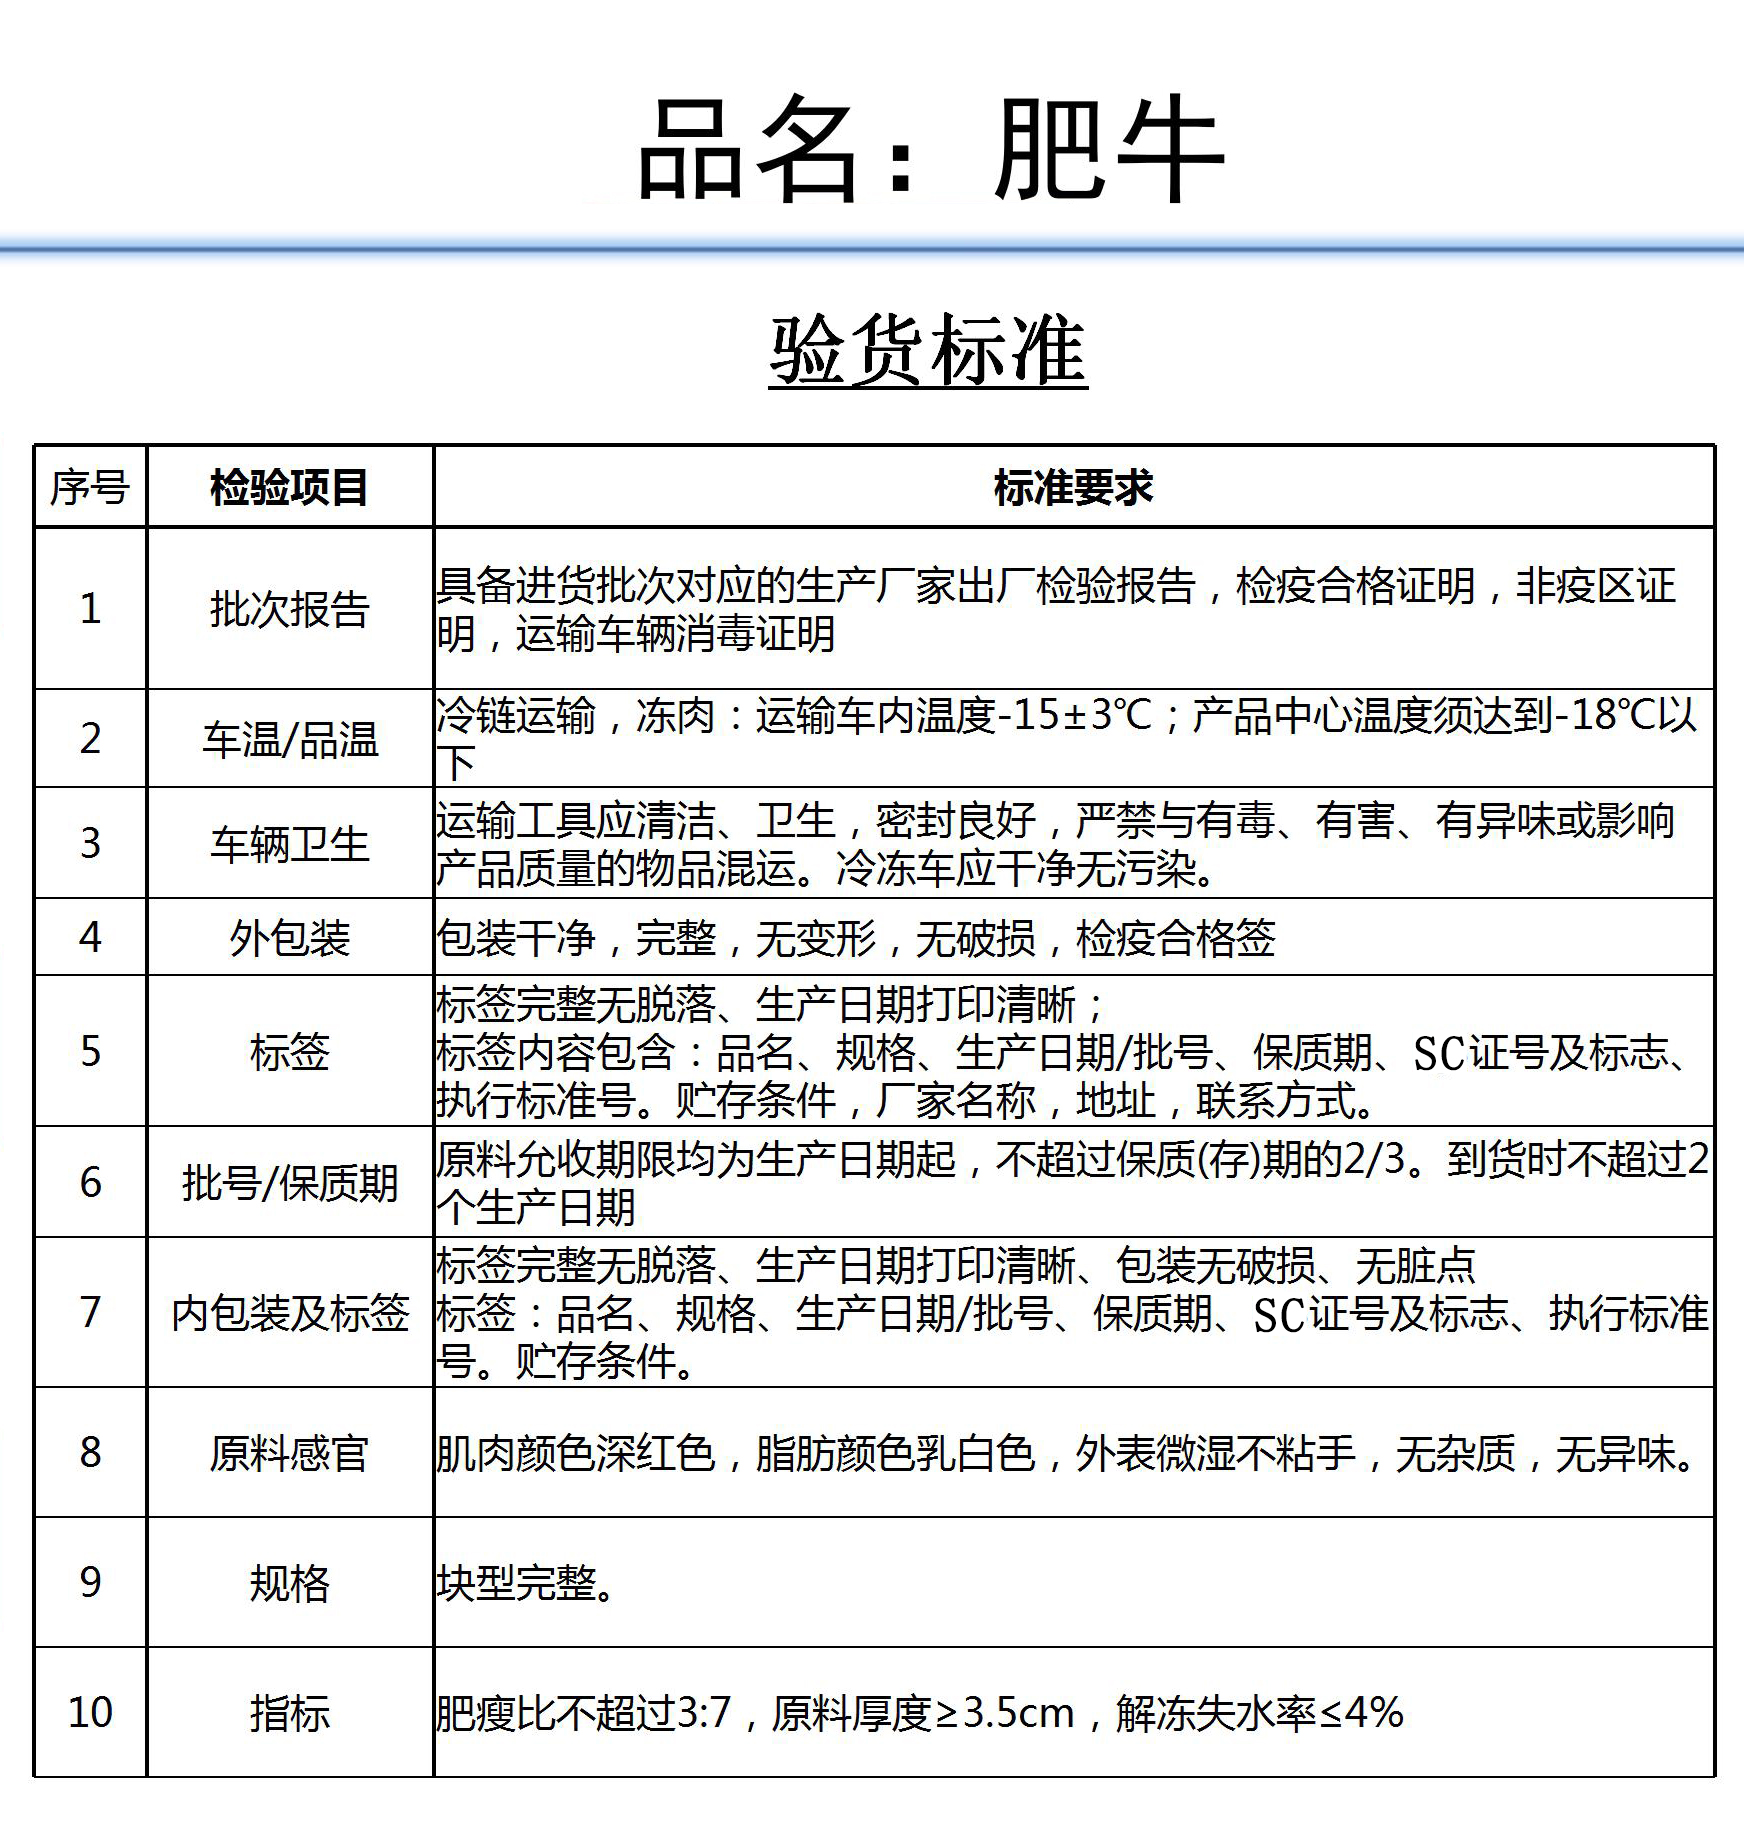 品名：肥牛
验货标准
序号 检验项目 标准要求
1 批次报告 具备进货批次对应的生产厂家出厂检验报告，检疫合格证明，非疫区证
明，运输车辆消毒证明
2 车温/品温 冷链运输，冻肉：运输车内温度-15±3℃；产品中心温度须达到-18℃以
下
3 车辆卫生 运输工具应清洁、卫生，密封良好，严禁与有毒、有害、有异味或影响
产品质量的物品混运。冷冻车应干净无污染。
4 外包装 包装干净，完整，无变形，无破损，检疫合格签
5 标签 标签完整无脱落、生产日期打印清晰；
标签内容包含：品名、规格、生产日期/批号、保质期、SC证号及标志、
执行标准号。贮存条件，厂家名称，地址，联系方式。
6 批号/保质期 原料允收期限均为生产日期起，不超过保质(存)期的2/3。到货时不超过2
个生产日期
7 内包装及标签 标签完整无脱落、生产日期打印清晰、包装无破损、无脏点
标签：品名、规格、生产日期/批号、保质期、SC证号及标志、执行标准
号。贮存条件。
8 原料感官 肌肉颜色深红色，脂肪颜色乳白色，外表微湿不粘手，无杂质，无异味。
9 规格 块型完整。
10 指标 肥瘦比不超过3:7，原料厚度≥3.5cm，解冻失水率≤4%